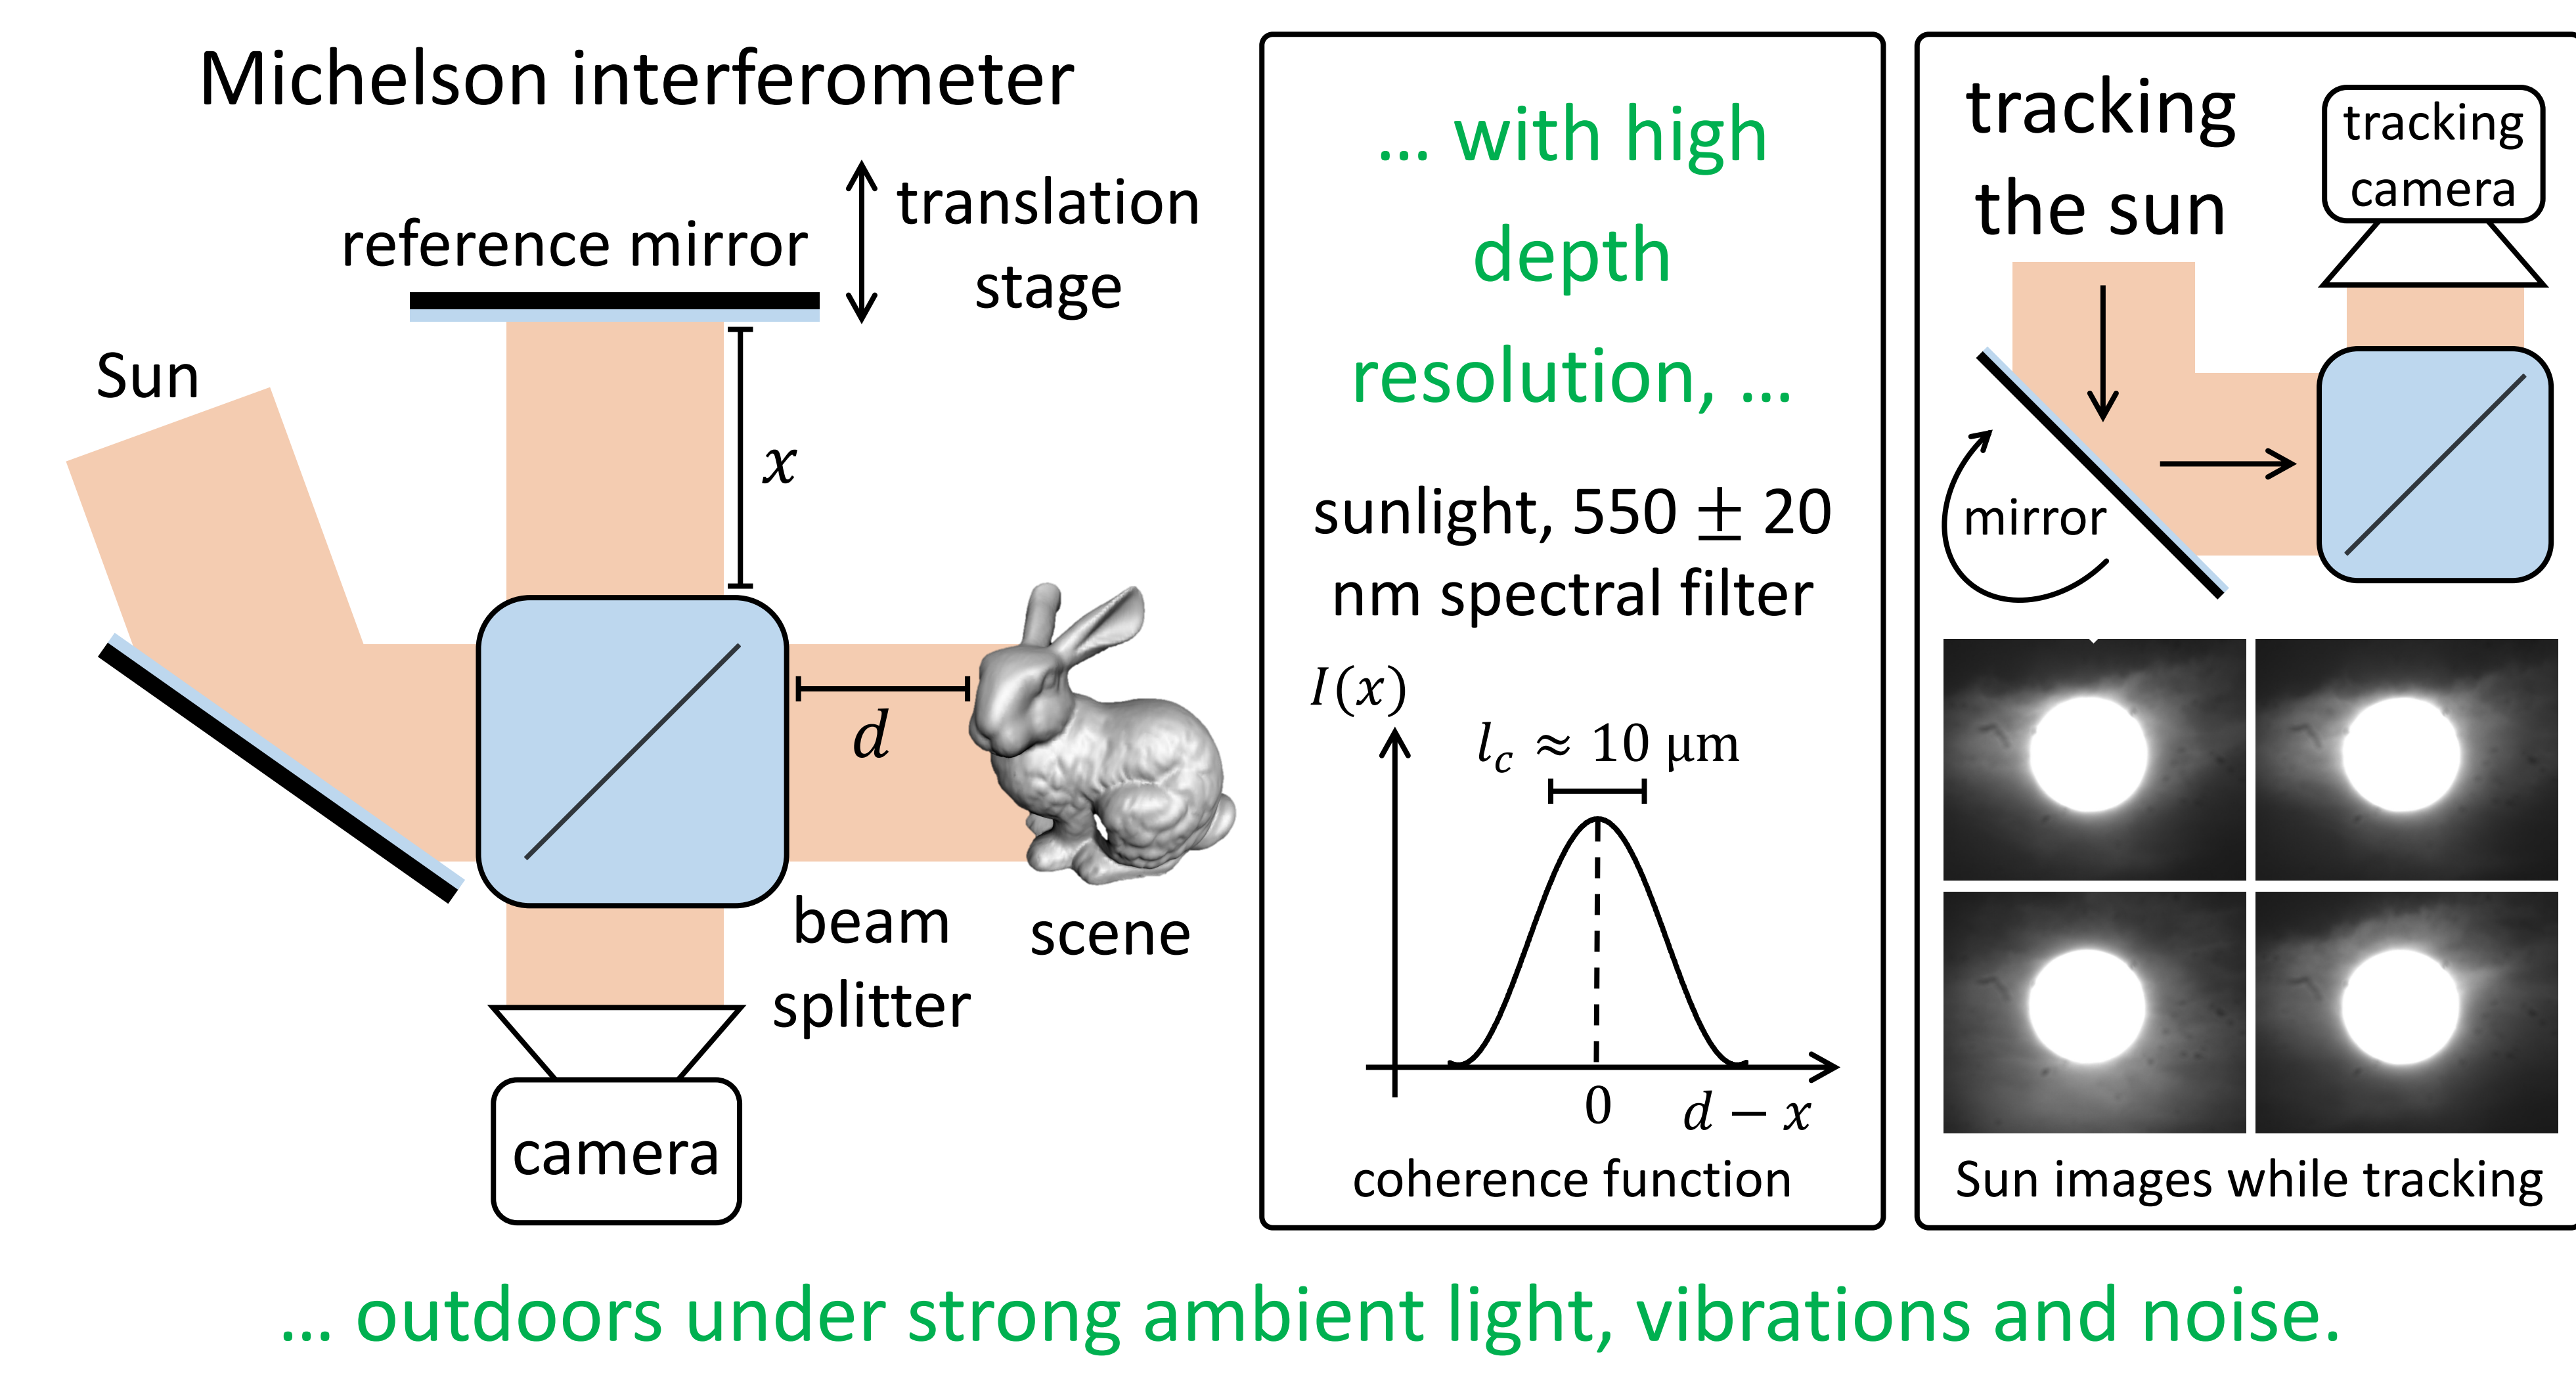 Michelson interferometer
translation
stage
reference mirror
Sun
x
d
beam
splitter
scene
camera
... with high
depth
resolution, ...
sunlight, 550 ± 20
nm spectral filter
I(x)
l_c ≈ 10 μm
0
d − x
coherence function
tracking
the sun
tracking
camera
mirror
Sun images while tracking
... outdoors under strong ambient light, vibrations and noise.